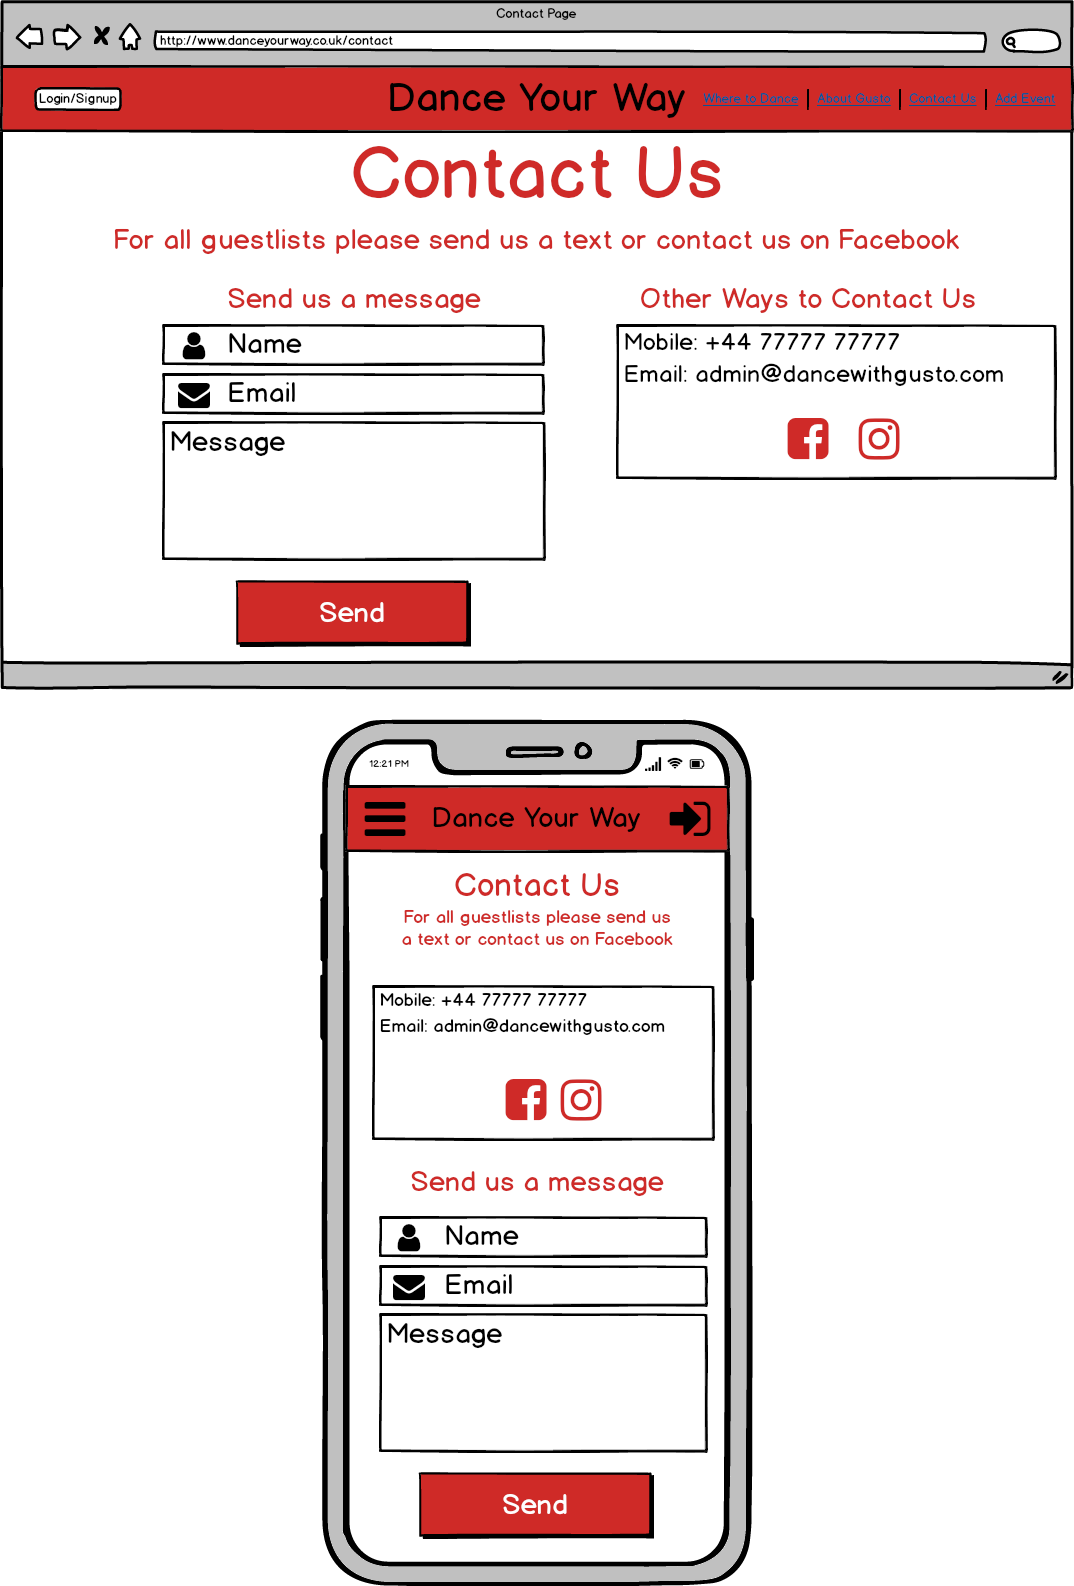 Contact Page
http://www.danceyourway.co.uk/contact
Login/Signup
Dance Your Way
Where to Dance | About Gusto | Contact Us | Add Event
Contact Us
For all guestlists please send us a text or contact us on Facebook
Send us a message
Name
Email
Message
Send
Other Ways to Contact Us
Mobile: +44 77777 77777
Email: admin@dancewithgusto.com
12:21 PM
Dance Your Way
Contact Us
For all guestlists please send us
a text or contact us on Facebook
Mobile: +44 77777 77777
Email: admin@dancewithgusto.com
Send us a message
Name
Email
Message
Send